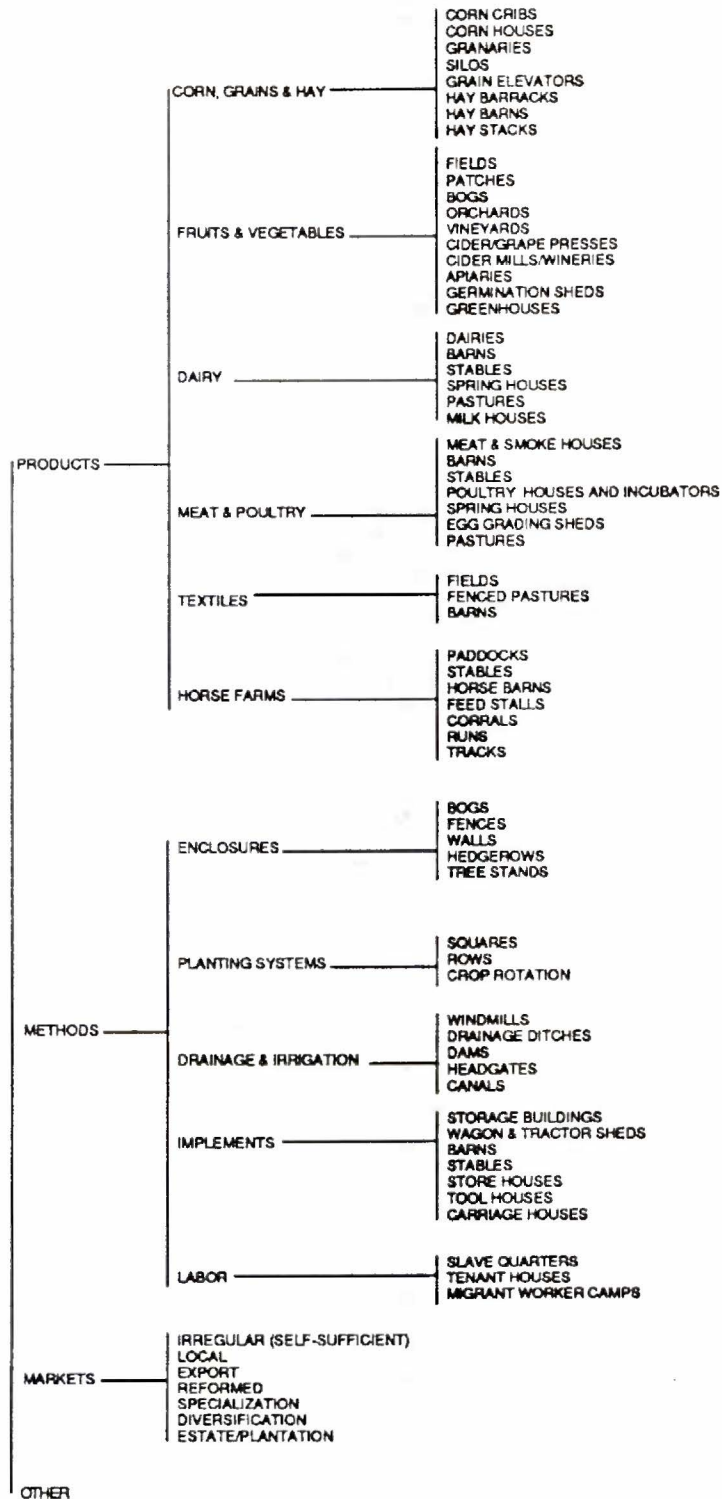 PRODUCTS
CORN, GRAINS & HAY
CORN CRIBS
CORN HOUSES
GRANARIES
SILOS
GRAIN ELEVATORS
HAY BARRACKS
HAY BARNS
HAY STACKS
FRUITS & VEGETABLES
FIELDS
PATCHES
BOGS
ORCHARDS
VINEYARDS
CIDER/GRAPE PRESSES
CIDER MILLS/WINERIES
APIARIES
GERMINATION SHEDS
GREENHOUSES
DAIRY
DAIRIES
BARNS
STABLES
SPRING HOUSES
PASTURES
MILK HOUSES
MEAT & POULTRY
MEAT & SMOKE HOUSES
BARNS
STABLES
POULTRY HOUSES AND INCUBATORS
SPRING HOUSES
EGG GRADING SHEDS
PASTURES
TEXTILES
FIELDS
FENCED PASTURES
BARNS
HORSE FARMS
PADDOCKS
STABLES
HORSE BARNS
FEED STALLS
CORRALS
RUNS
TRACKS
METHODS
ENCLOSURES
BOGS
FENCES
WALLS
HEDGEROWS
TREE STANDS
PLANTING SYSTEMS
SQUARES
ROWS
CROP ROTATION
DRAINAGE & IRRIGATION
WINDMILLS
DRAINAGE DITCHES
DAMS
HEADGATES
CANALS
IMPLEMENTS
STORAGE BUILDINGS
WAGON & TRACTOR SHEDS
BARNS
STABLES
STORE HOUSES
TOOL HOUSES
CARRIAGE HOUSES
LABOR
SLAVE QUARTERS
TENANT HOUSES
MIGRANT WORKER CAMPS
MARKETS
IRREGULAR (SELF-SUFFICIENT)
LOCAL
EXPORT
REFORMED
SPECIALIZATION
DIVERSIFICATION
ESTATE/PLANTATION
OTHER